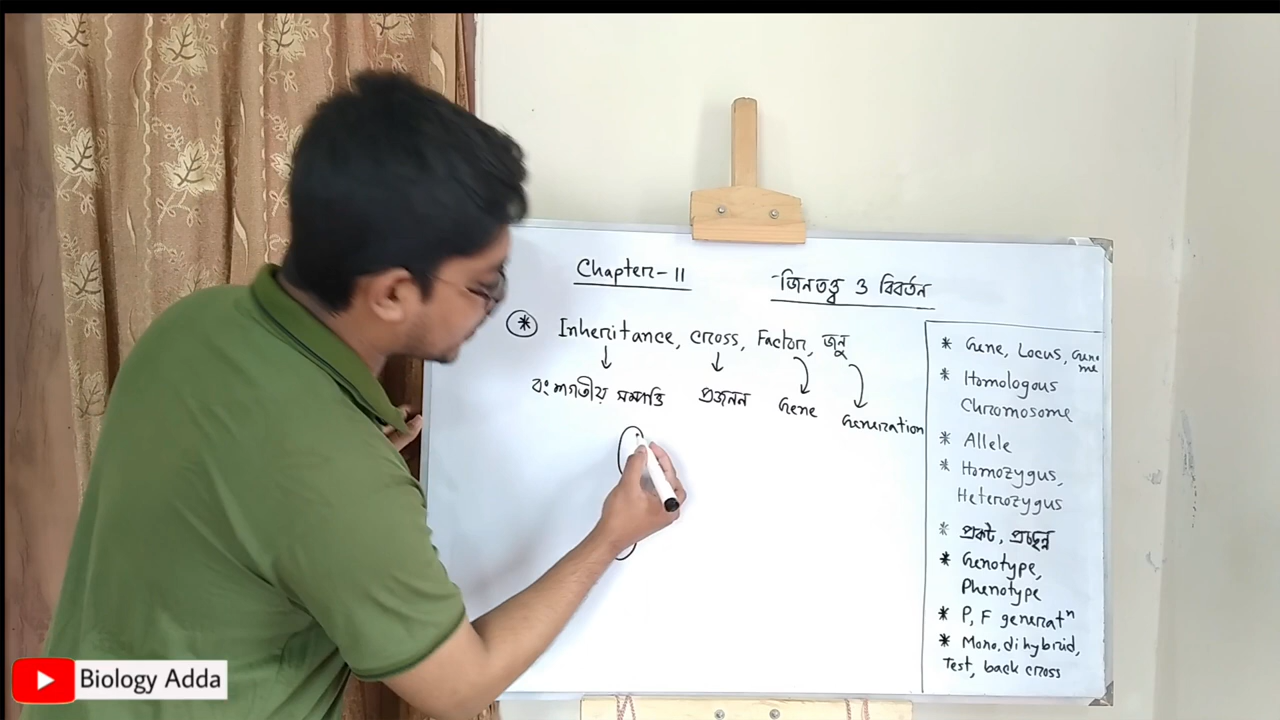 Chapter - 11
জিনতত্ত্ব ও বিবর্তন
* Inheritance, cross, Factor, জনু
বংশগতীয় সম্পত্তি প্রজনন Gene Generation
* Gene, Locus, Genome
* Homologous
Chromosome
* Allele
* Homozygus,
Heterozygus
* প্রকট, প্রচ্ছন্ন
* Genotype,
Phenotype
* P, F generatⁿ
* Mono, dihybrid,
Test, back cross
Biology Adda